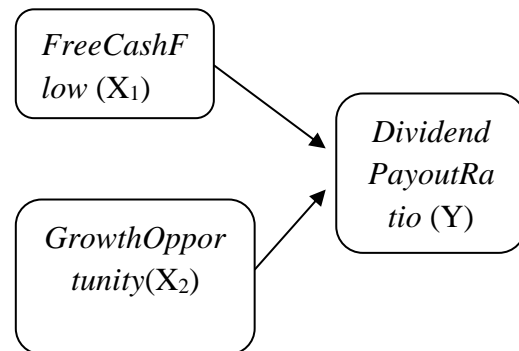 FreeCashF
low (X₁)
Dividend
PayoutRa
tio (Y)
GrowthOppor
tunity(X₂)